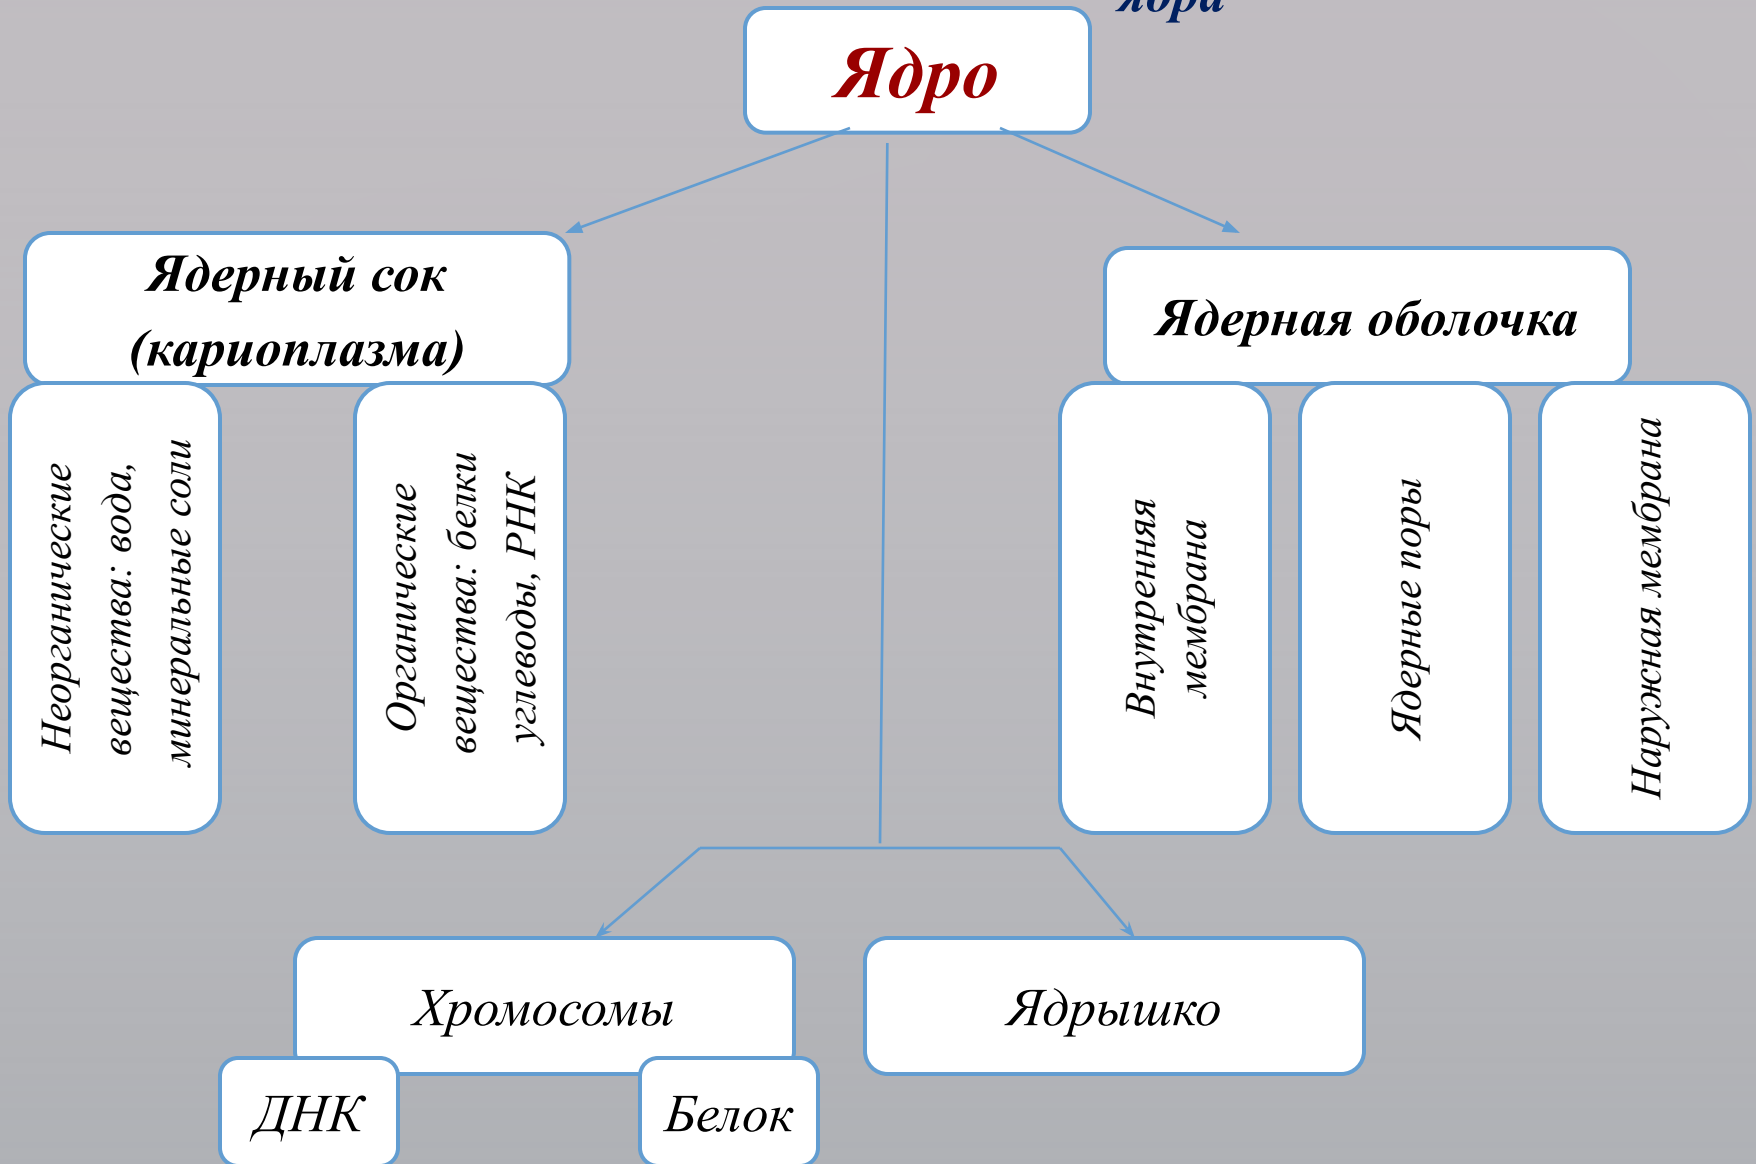 ядра
Ядро
Ядерный сок
(кариоплазма)
Ядерная оболочка
Неорганические
вещества: вода,
минеральные соли
Органические
вещества: белки
углеводы, РНК
Внутренняя
мембрана
Ядерные поры
Наружная мембрана
Хромосомы
Ядрышко
ДНК
Белок